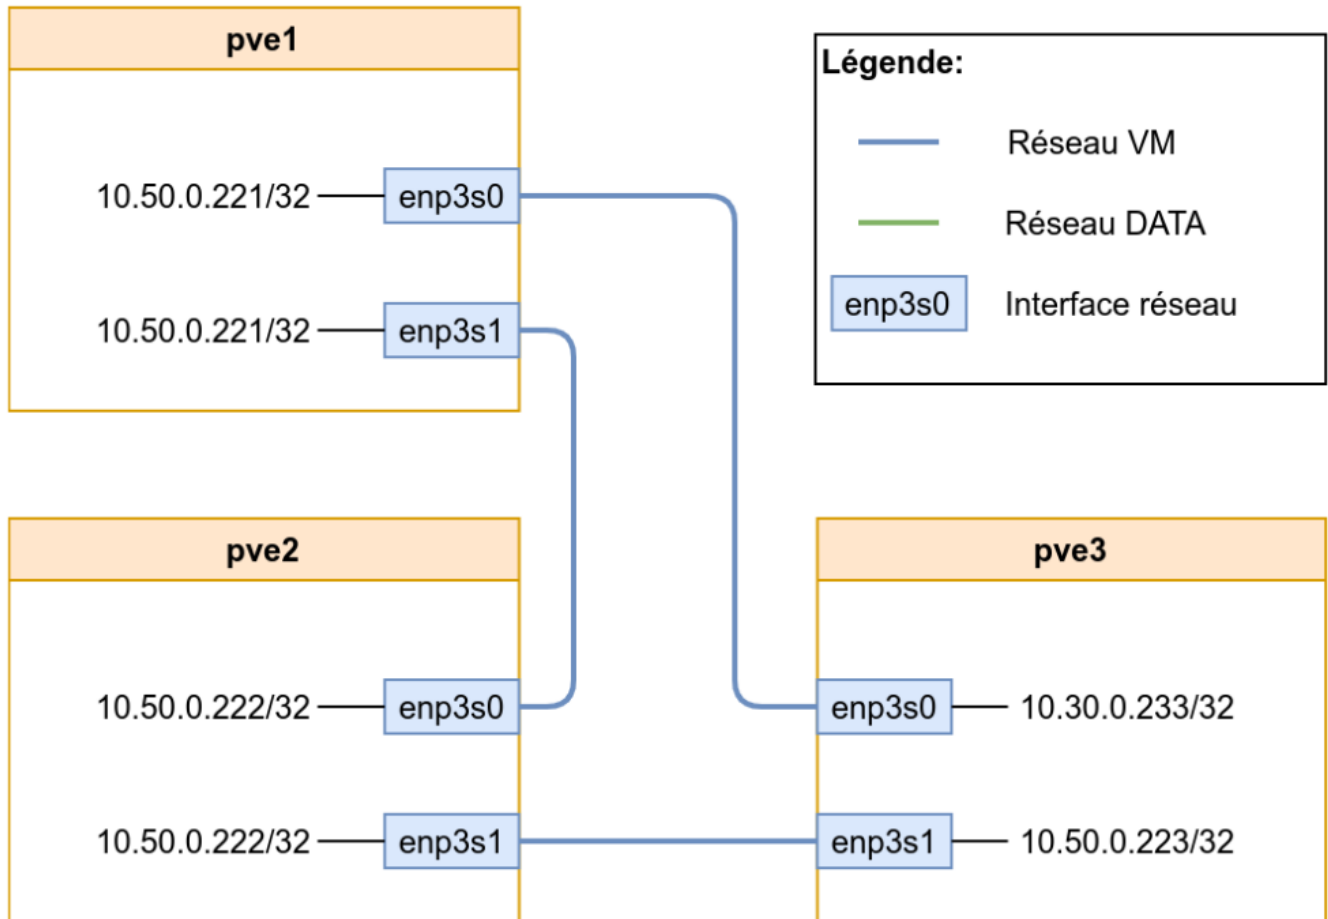 pve1
10.50.0.221/32 enp3s0
10.50.0.221/32 enp3s1
Légende:
Réseau VM
Réseau DATA
enp3s0 Interface réseau
pve2
10.50.0.222/32 enp3s0
10.50.0.222/32 enp3s1
pve3
enp3s0 10.30.0.233/32
enp3s1 10.50.0.223/32